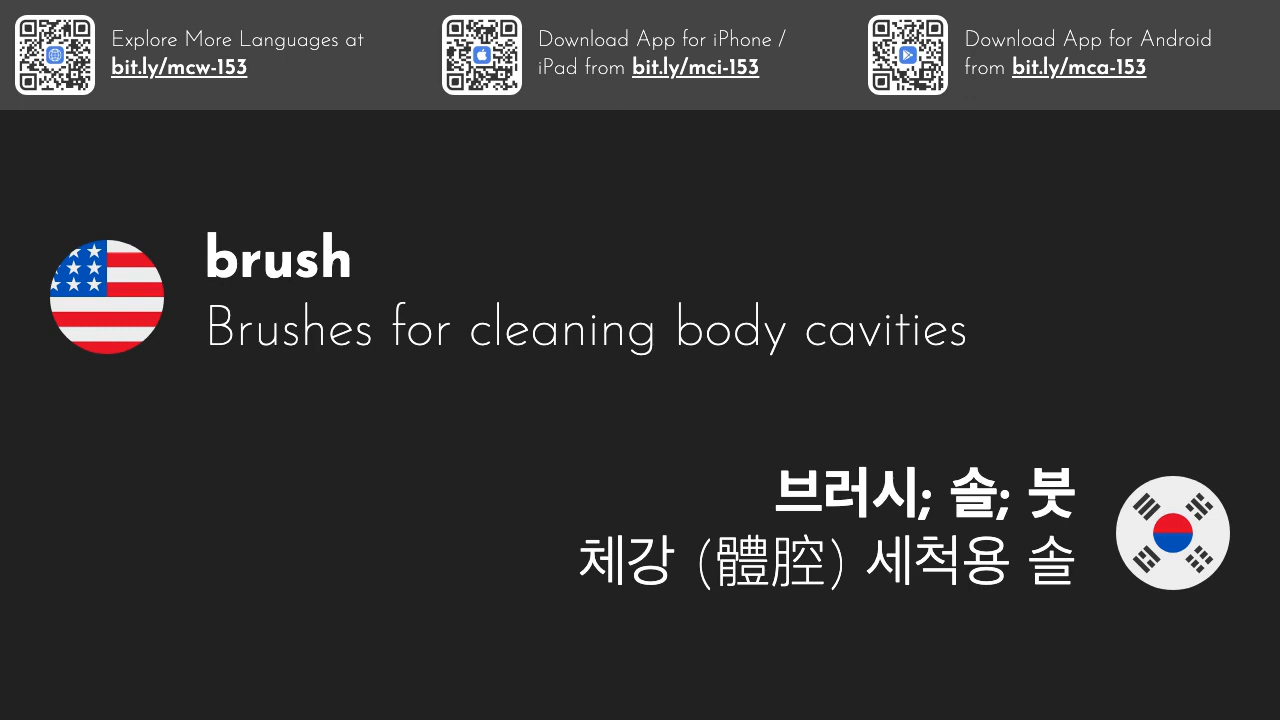 Explore More Languages at
bit.ly/mcw-153
Download App for iPhone /
iPad from bit.ly/mci-153
Download App for Android
from bit.ly/mca-153
brush
Brushes for cleaning body cavities
브러시; 솔; 붓
체강 (體腔) 세척용 솔